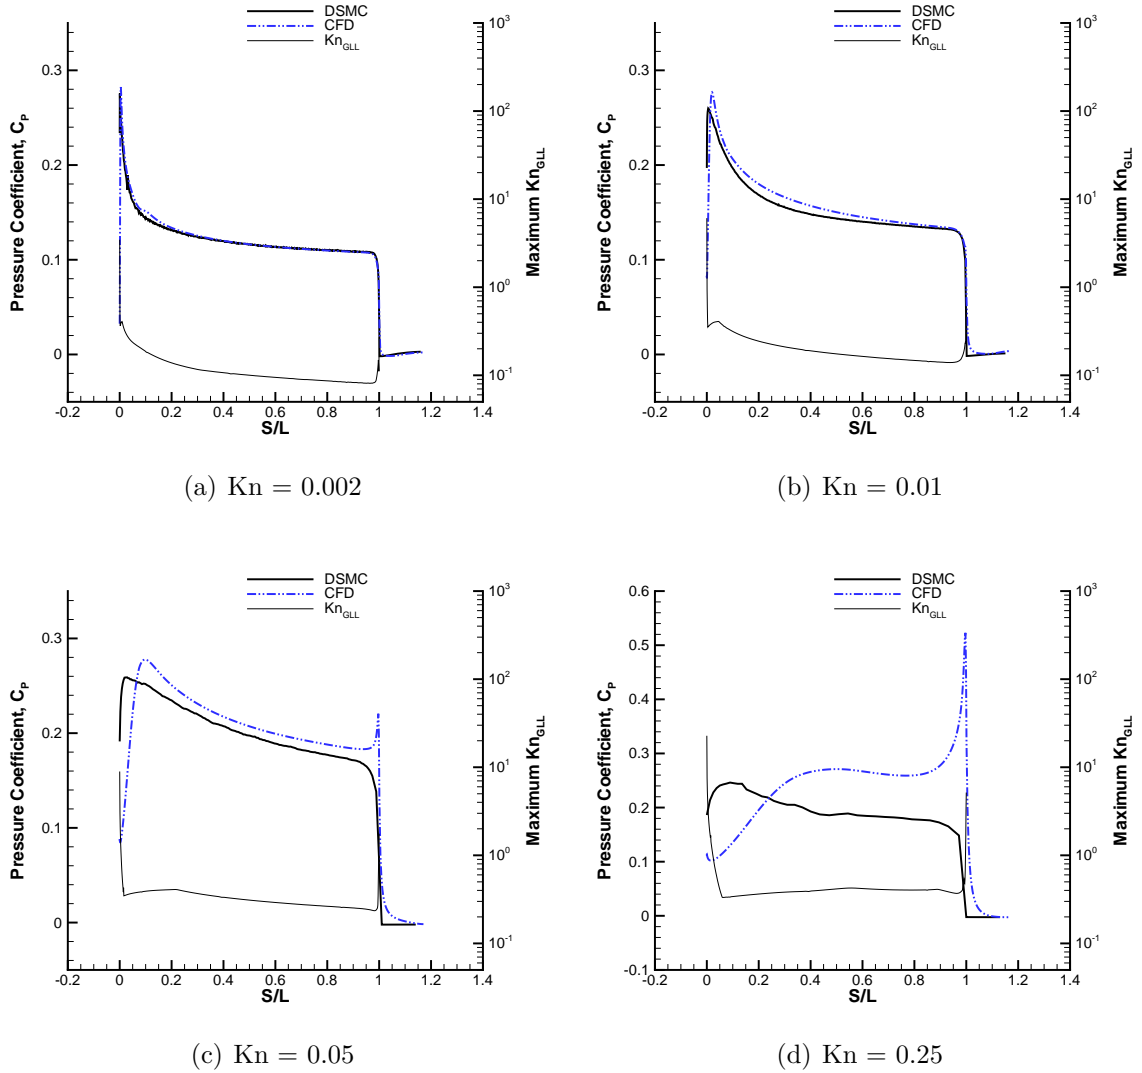 DSMC
CFD
Kn_GLL
Pressure Coefficient, C_P
0.3
0.2
0.1
0
Maximum Kn_GLL
10^3
10^2
10^1
10^0
10^-1
-0.2 0 0.2 0.4 0.6 0.8 1 1.2 1.4
S/L
(a) Kn = 0.002
DSMC
CFD
Kn_GLL
Pressure Coefficient, C_P
0.3
0.2
0.1
0
Maximum Kn_GLL
10^3
10^2
10^1
10^0
10^-1
-0.2 0 0.2 0.4 0.6 0.8 1 1.2 1.4
S/L
(b) Kn = 0.01
DSMC
CFD
Kn_GLL
Pressure Coefficient, C_P
0.3
0.2
0.1
0
Maximum Kn_GLL
10^3
10^2
10^1
10^0
10^-1
-0.2 0 0.2 0.4 0.6 0.8 1 1.2 1.4
S/L
(c) Kn = 0.05
DSMC
CFD
Kn_GLL
Pressure Coefficient, C_P
0.6
0.5
0.4
0.3
0.2
0.1
0
-0.1
Maximum Kn_GLL
10^3
10^2
10^1
10^0
10^-1
-0.2 0 0.2 0.4 0.6 0.8 1 1.2 1.4
S/L
(d) Kn = 0.25